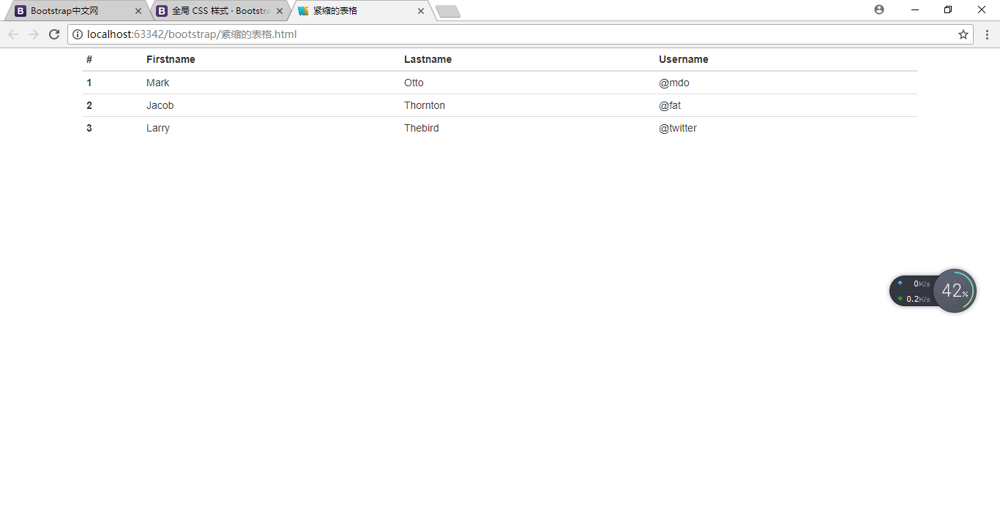 Bootstrap中文网
全局 CSS 样式 · Bootstra
紧缩的表格
localhost:63342/bootstrap/紧缩的表格.html
# Firstname Lastname Username
1 Mark Otto @mdo
2 Jacob Thornton @fat
3 Larry Thebird @twitter
0K/s
0.2K/s
42%